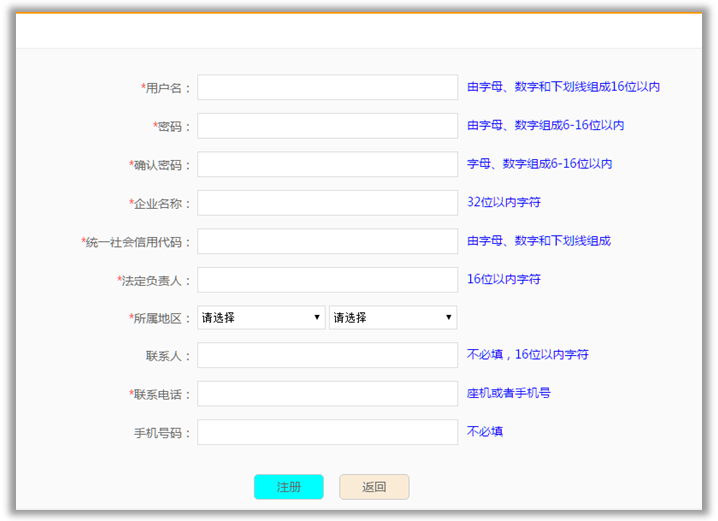 *用户名： 由字母、数字和下划线组成16位以内
*密码： 由字母、数字组成6-16位以内
*确认密码： 字母、数字组成6-16位以内
*企业名称： 32位以内字符
*统一社会信用代码： 由字母、数字和下划线组成
*法定负责人： 16位以内字符
*所属地区： 请选择 请选择
联系人： 不必填，16位以内字符
*联系电话： 座机或者手机号
手机号码： 不必填
注册 返回